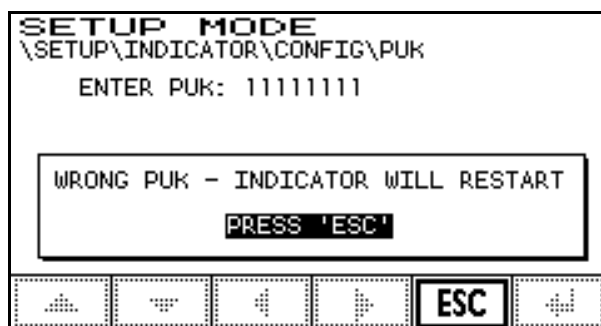 SETUP MODE
\SETUP\INDICATOR\CONFIG\PUK
ENTER PUK: 11111111
WRONG PUK - INDICATOR WILL RESTART
PRESS 'ESC'
ESC